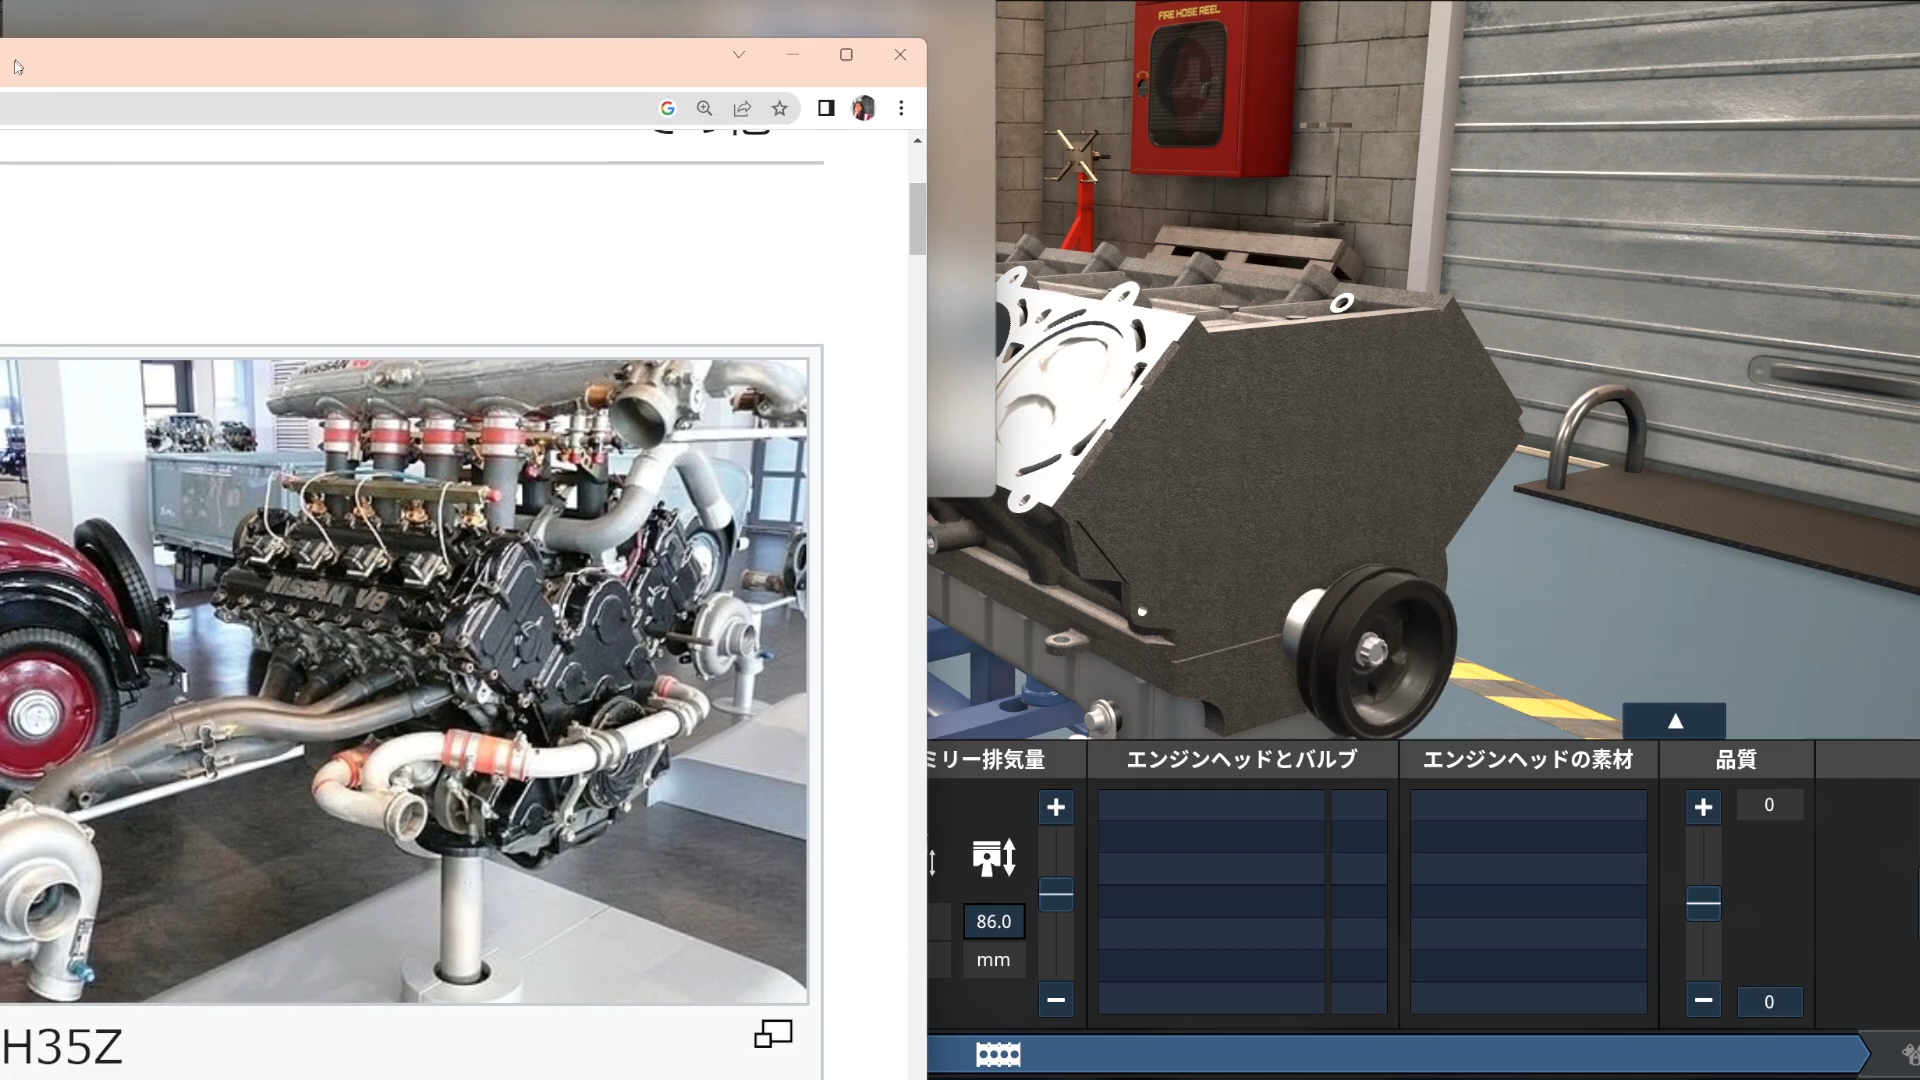 FIRE HOSE REEL
NISSAN V8
H35Z
ミリー排気量
エンジンヘッドとバルブ
エンジンヘッドの素材
品質
0
86.0
mm
0